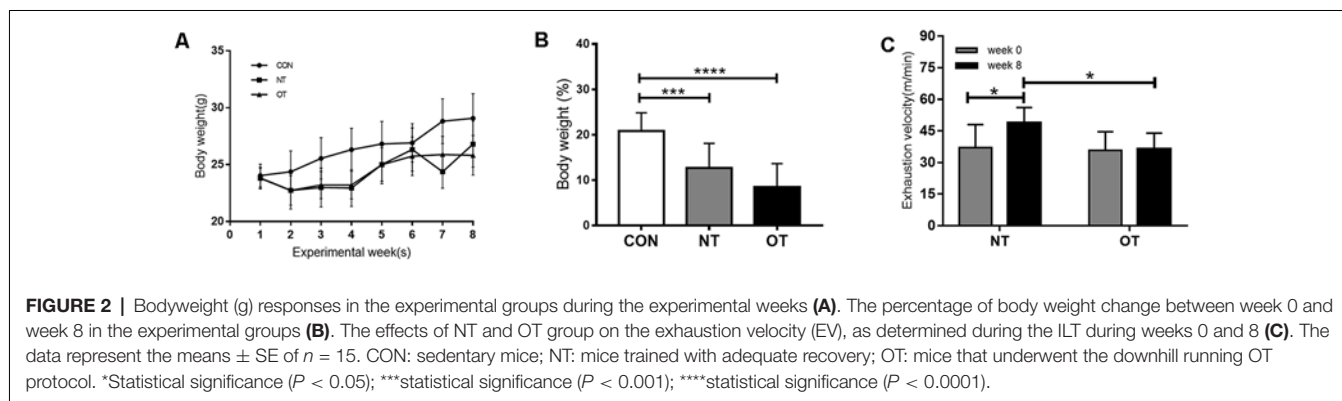 A
35
30
25
20
Body weight(g)
CON
NT
OT
0 1 2 3 4 5 6 7 8
Experimental week(s)
B
40
30
20
10
0
Body weight (%)
****
***
CON NT OT
C
90
75
60
45
30
15
0
Exhaustion velocity(m/min)
week 0
week 8
*
*
NT OT
FIGURE 2 | Bodyweight (g) responses in the experimental groups during the experimental weeks (A). The percentage of body weight change between week 0 and
week 8 in the experimental groups (B). The effects of NT and OT group on the exhaustion velocity (EV), as determined during the ILT during weeks 0 and 8 (C). The
data represent the means ± SE of n = 15. CON: sedentary mice; NT: mice trained with adequate recovery; OT: mice that underwent the downhill running OT
protocol. *Statistical significance (P < 0.05); ***statistical significance (P < 0.001); ****statistical significance (P < 0.0001).